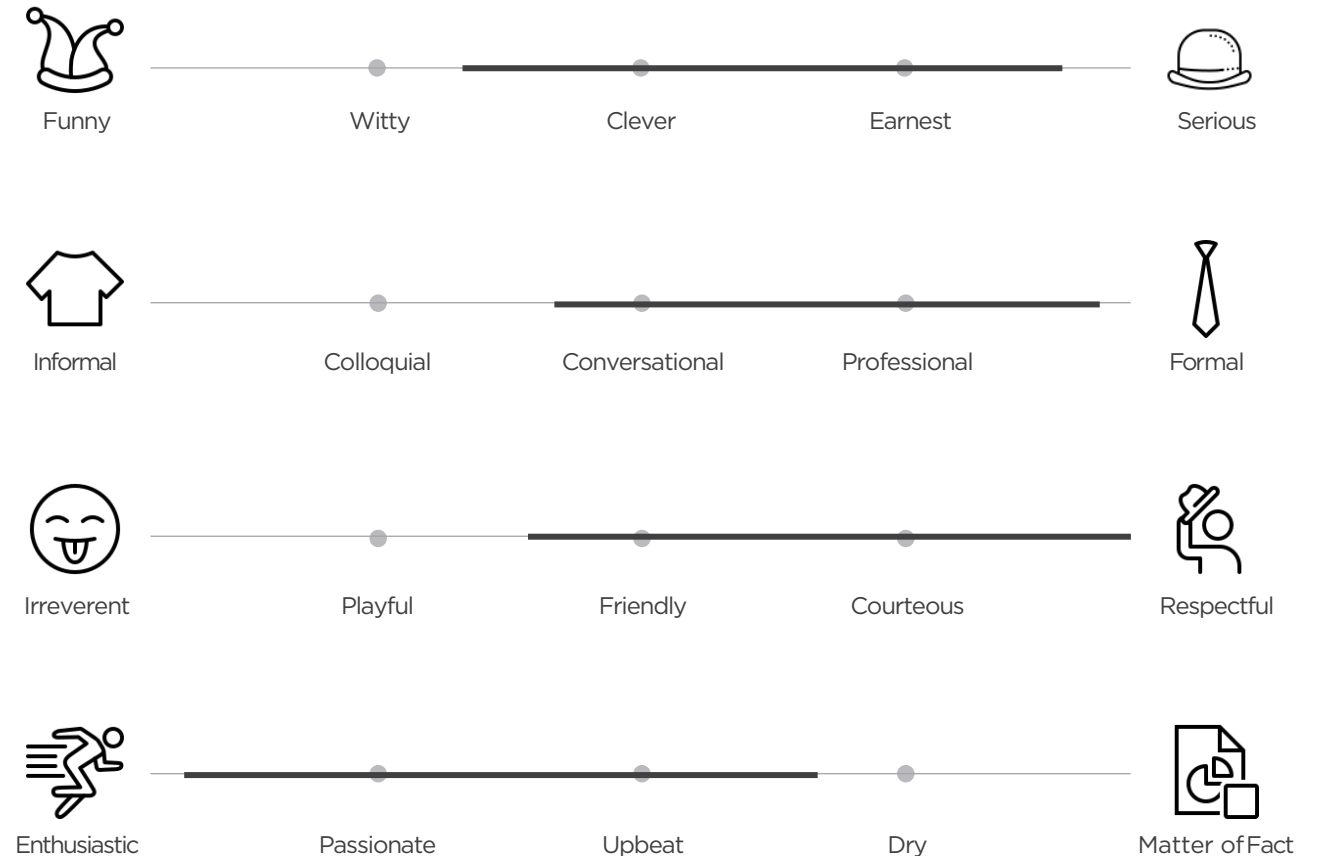 Funny Witty Clever Earnest Serious
Informal Colloquial Conversational Professional Formal
Irreverent Playful Friendly Courteous Respectful
Enthusiastic Passionate Upbeat Dry Matter of Fact